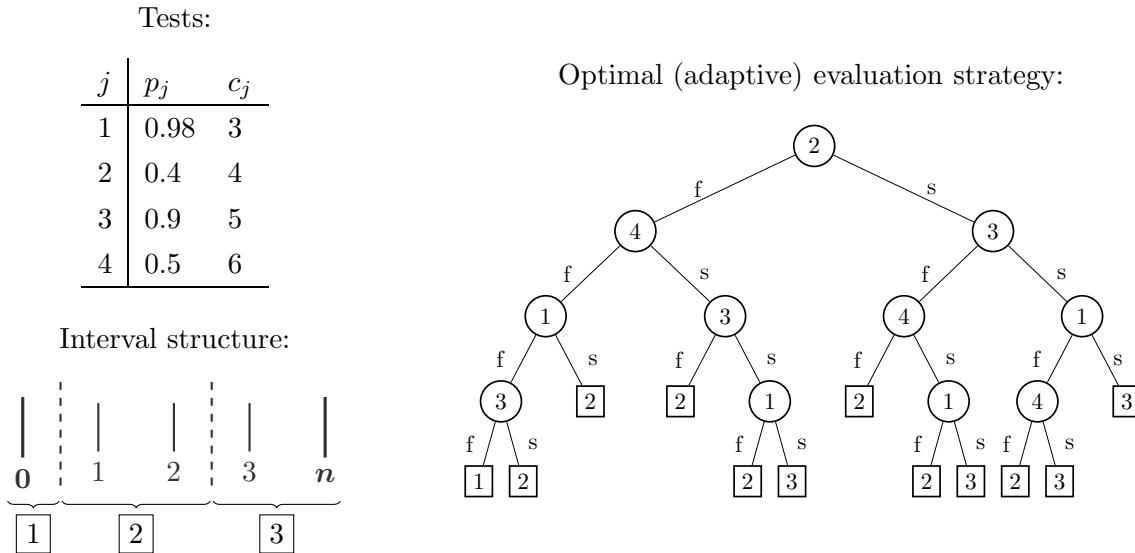 Tests:
j p_j c_j
1 0.98 3
2 0.4 4
3 0.9 5
4 0.5 6
Interval structure:
0 1 2 3 n
1 2 3
Optimal (adaptive) evaluation strategy:
2
f s
4 3
f s f s
1 3 4 1
f s f s f s f s
3 2 2 1 2 1 4 3
f s f s f s f s
1 2 2 3 2 3 2 3